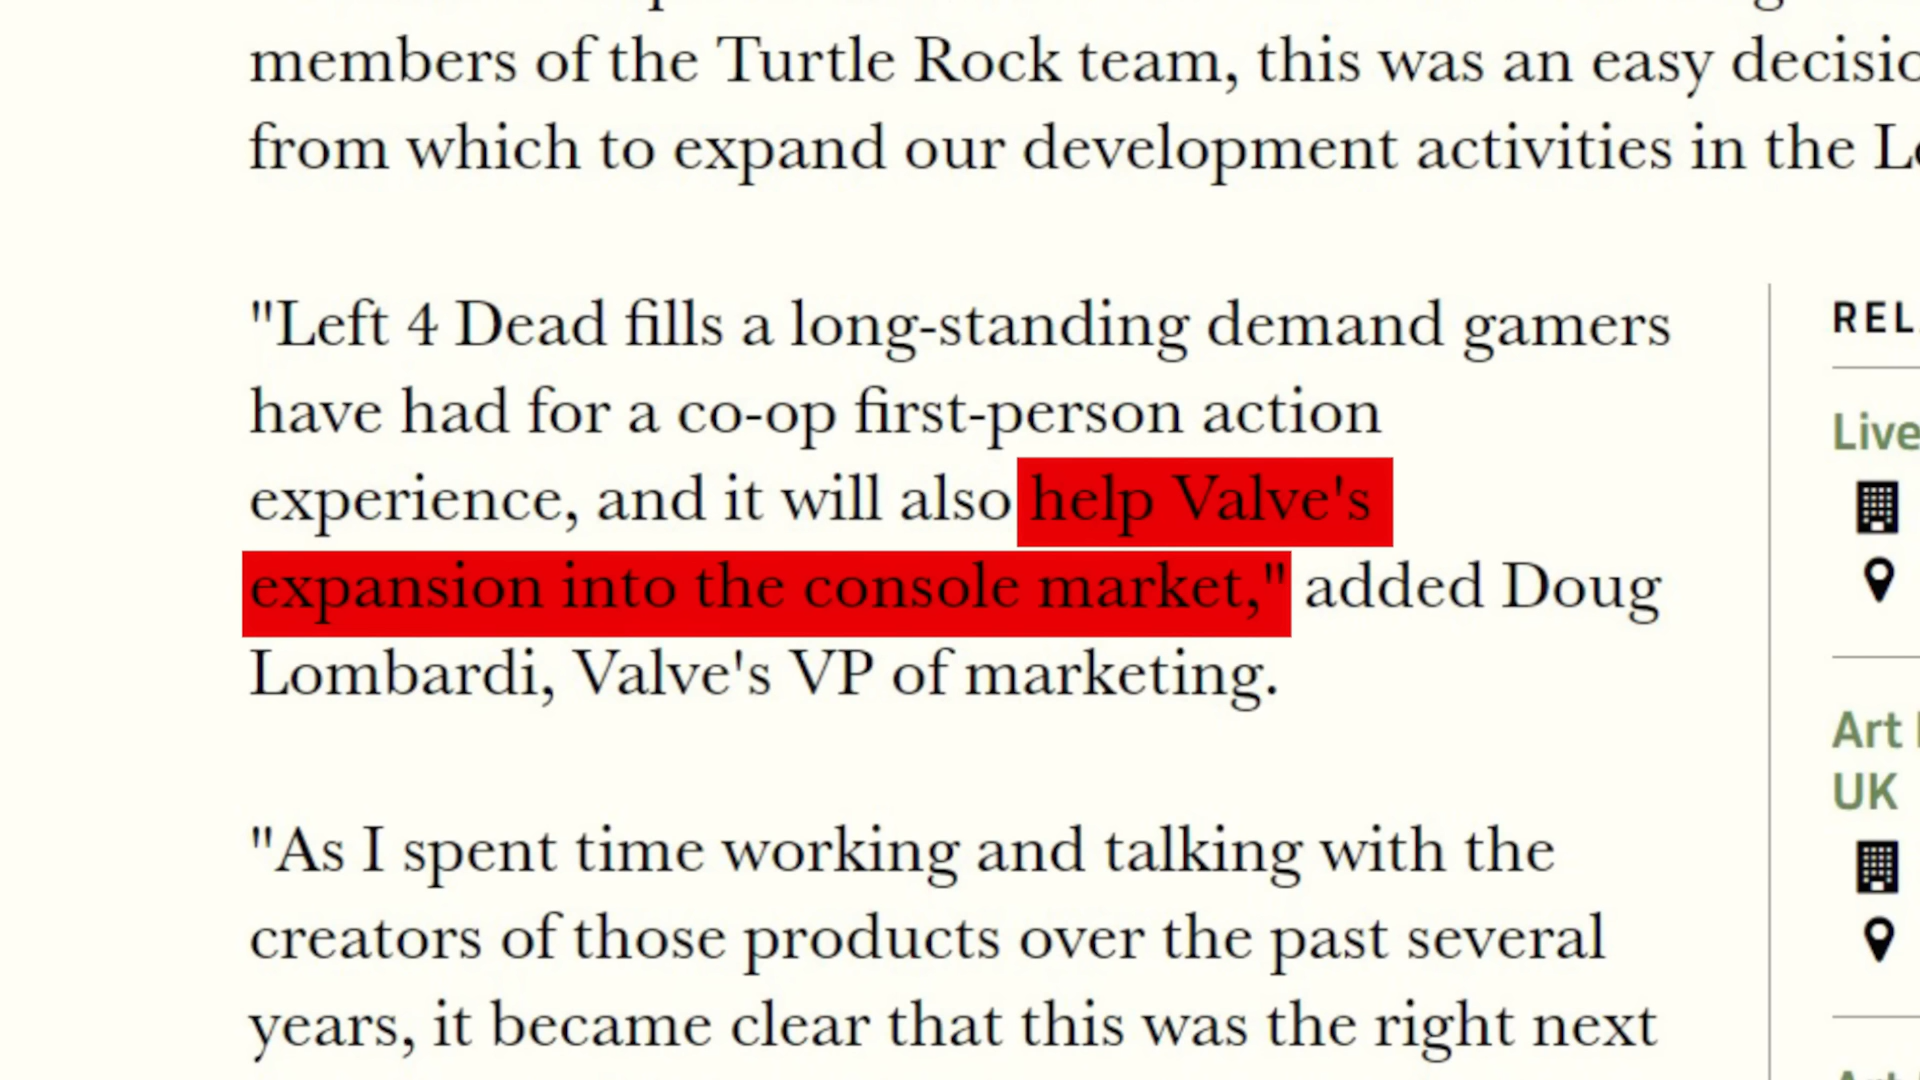 members of the Turtle Rock team, this was an easy
from which to expand our development activities in the
"Left 4 Dead fills a long-standing demand gamers
have had for a co-op first-person action
experience, and it will also help Valve's
expansion into the console market," added Doug
Lombardi, Valve's VP of marketing.
"As I spent time working and talking with the
creators of those products over the past several
years, it became clear that this was the right next
REL
Live
Art
UK